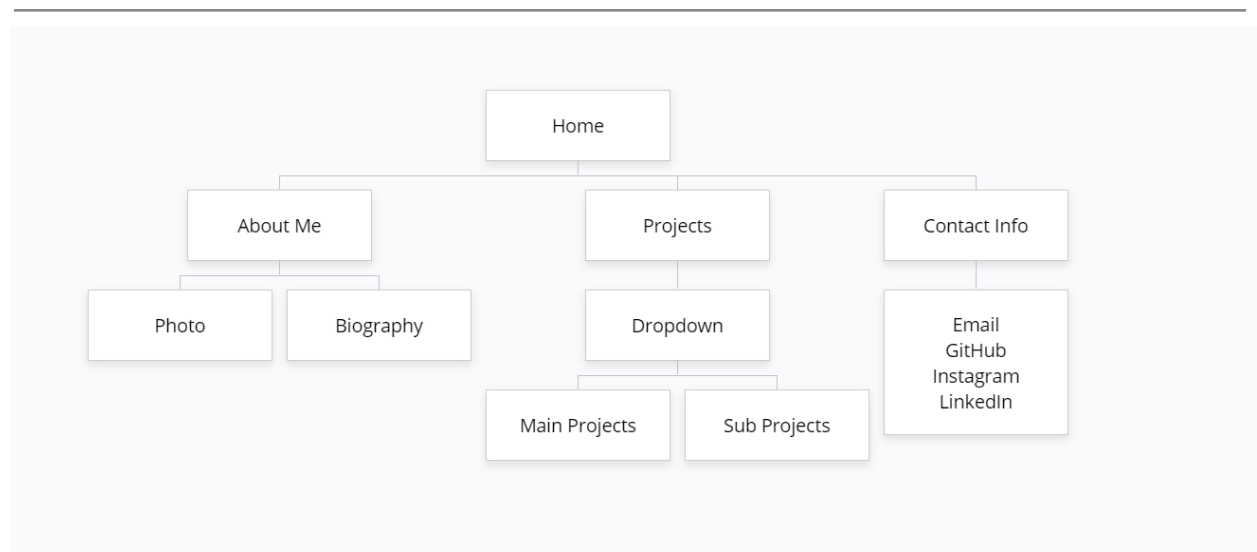 Home
About Me
Projects
Contact Info
Photo
Biography
Dropdown
Email
GitHub
Instagram
LinkedIn
Main Projects
Sub Projects